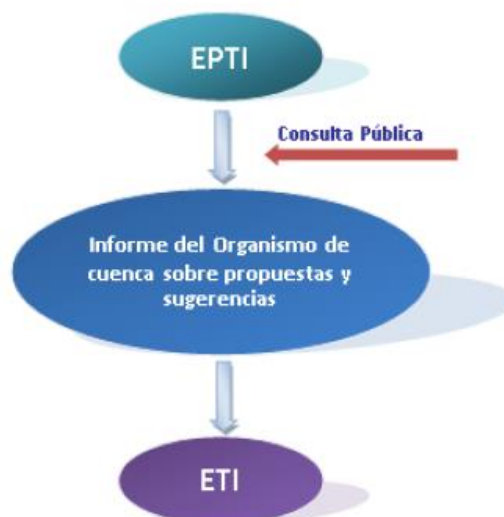 EPTI
Consulta Pública
Informe del Organismo de
cuenca sobre propuestas y
sugerencias
ETI